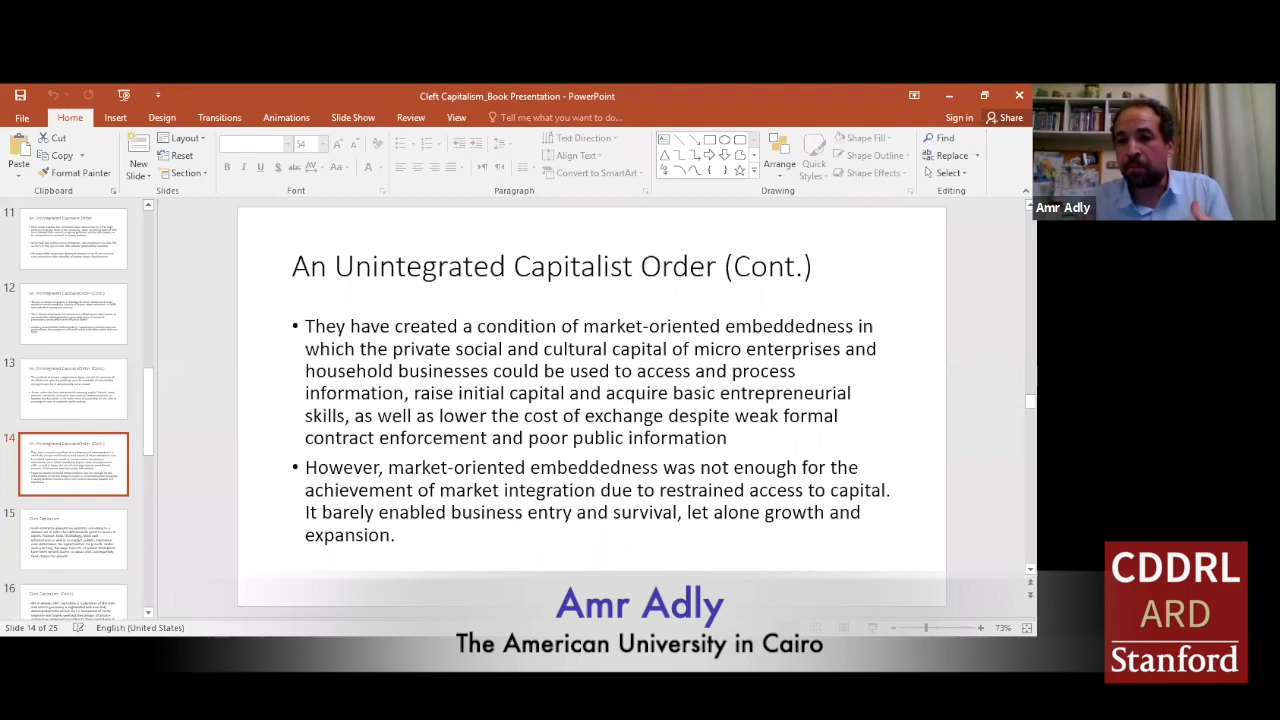 Cleft Capitalism_Book Presentation - PowerPoint
File Home Insert Design Transitions Animations Slide Show Review View Tell me what you want to do... Sign in Share
Paste
Cut
Copy
Format Painter
Clipboard
New Slide
Layout
Reset
Section
Slides
54
Font
Text Direction
Align Text
Convert to SmartArt
Paragraph
Arrange
Quick Styles
Shape Fill
Shape Outline
Shape Effects
Drawing
Find
Replace
Select
Editing
Amr Adly
11
12
13
14
15
16
An Unintegrated Capitalist Order (Cont.)
• They have created a condition of market-oriented embeddedness in
which the private social and cultural capital of micro enterprises and
household businesses could be used to access and process
information, raise initial capital and acquire basic entrepreneurial
skills, as well as lower the cost of exchange despite weak formal
contract enforcement and poor public information
• However, market-oriented embeddedness was not enough for the
achievement of market integration due to restrained access to capital.
It barely enabled business entry and survival, let alone growth and
expansion.
Amr Adly
The American University in Cairo
Slide 14 of 25 English (United States) 73%
CDDRL
ARD
Stanford